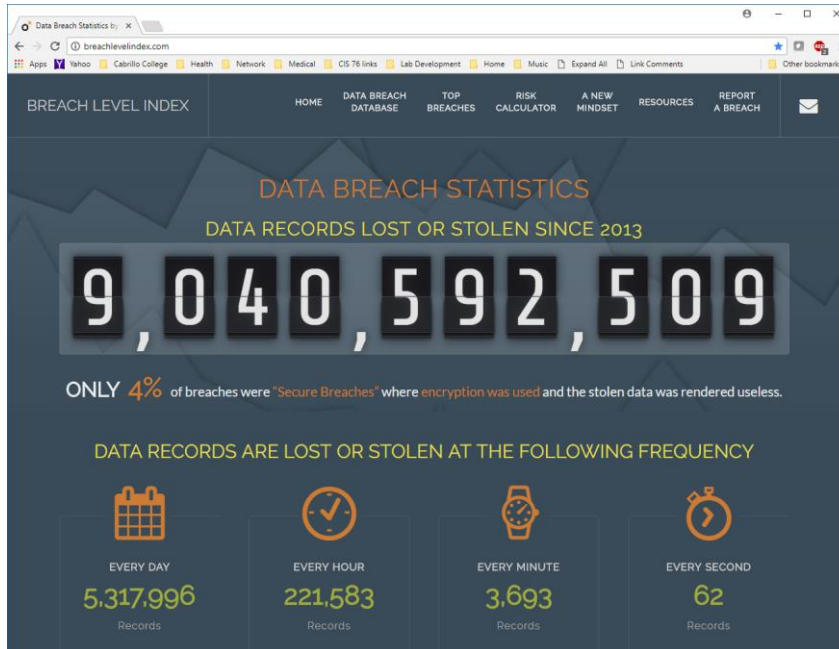 Data Breach Statistics by
breachlevelindex.com
Apps Yahoo Cabrillo College Health Network Medical CIS 76 links Lab Development Home Music Expand All Link Comments Other bookmark
BREACH LEVEL INDEX
HOME
DATA BREACH
DATABASE
TOP
BREACHES
RISK
CALCULATOR
A NEW
MINDSET
RESOURCES
REPORT
A BREACH
DATA BREACH STATISTICS
DATA RECORDS LOST OR STOLEN SINCE 2013
9,040,592,509
ONLY 4% of breaches were "Secure Breaches" where encryption was used and the stolen data was rendered useless.
DATA RECORDS ARE LOST OR STOLEN AT THE FOLLOWING FREQUENCY
EVERY DAY
5,317,996
Records
EVERY HOUR
221,583
Records
EVERY MINUTE
3,693
Records
EVERY SECOND
62
Records